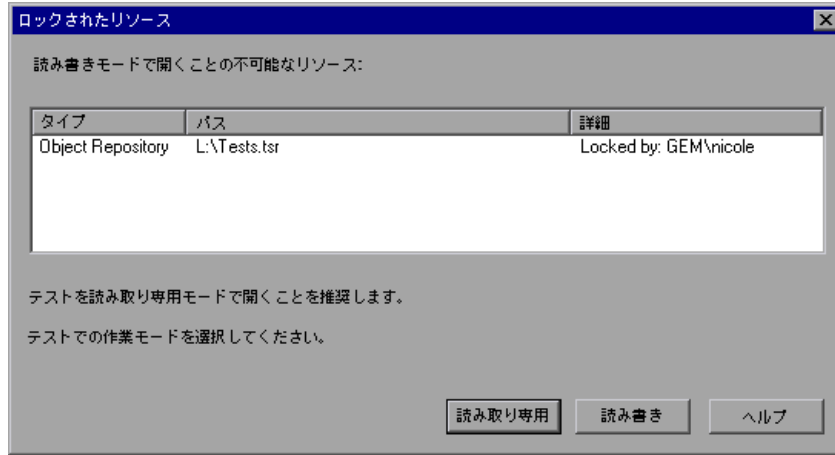 ロックされたリソース
読み書きモードで開くことの不可能なリソース:
タイプ パス 詳細
Object Repository L:\Tests.tsr Locked by: GEM\nicole
テストを読み取り専用モードで開くことを推奨します。
テストでの作業モードを選択してください。
読み取り専用 読み書き ヘルプ